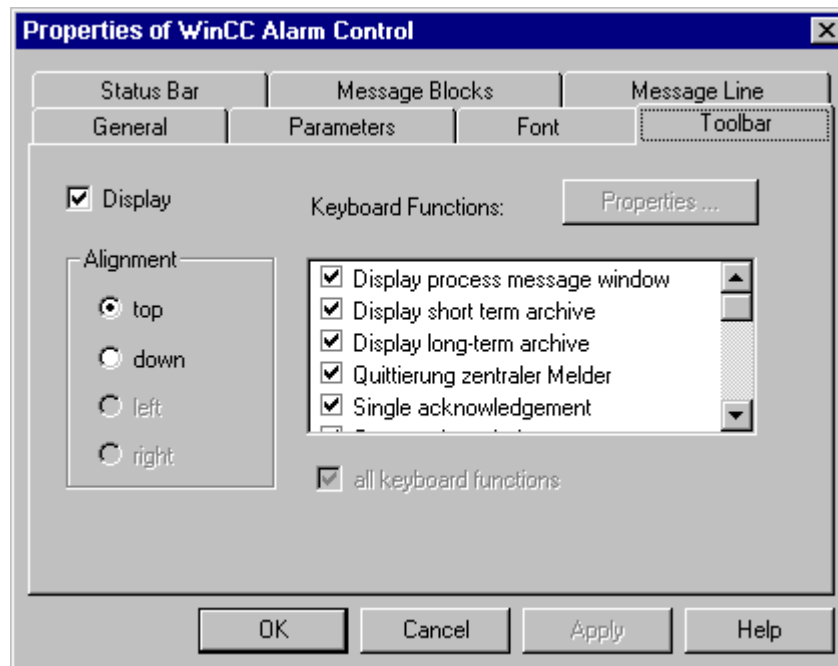 Properties of WinCC Alarm Control
Status Bar Message Blocks Message Line
General Parameters Font Toolbar
Display
Keyboard Functions: Properties ...
Alignment
top
down
left
right
Display process message window
Display short term archive
Display long-term archive
Quittierung zentraler Melder
Single acknowledgement
all keyboard functions
OK Cancel Apply Help